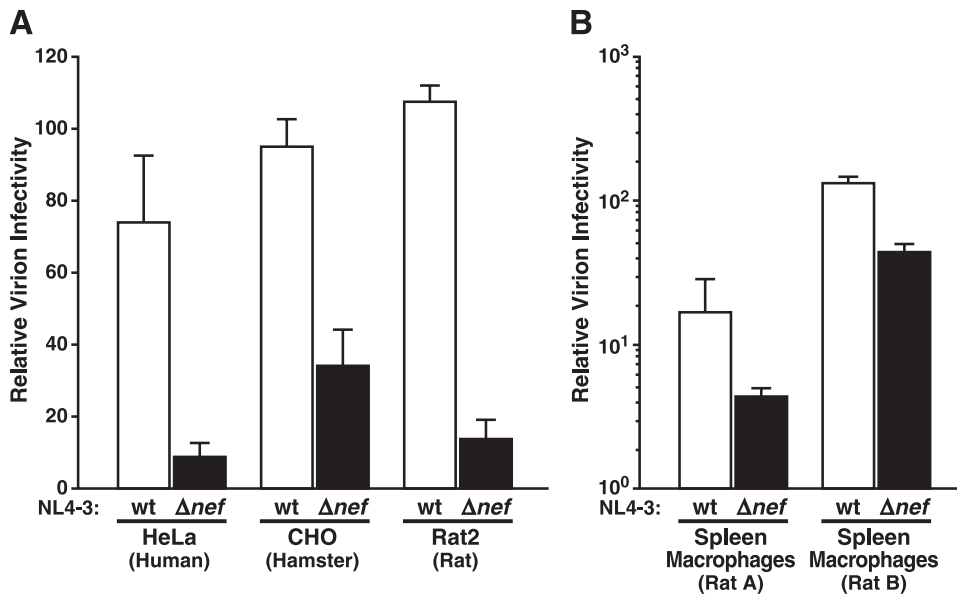 A
Relative Virion Infectivity
120
100
80
60
40
20
0
NL4-3: wt Δnef wt Δnef wt Δnef
HeLa CHO Rat2
(Human) (Hamster) (Rat)
B
Relative Virion Infectivity
10³
10²
10¹
10⁰
NL4-3: wt Δnef wt Δnef
Spleen Spleen
Macrophages Macrophages
(Rat A) (Rat B)